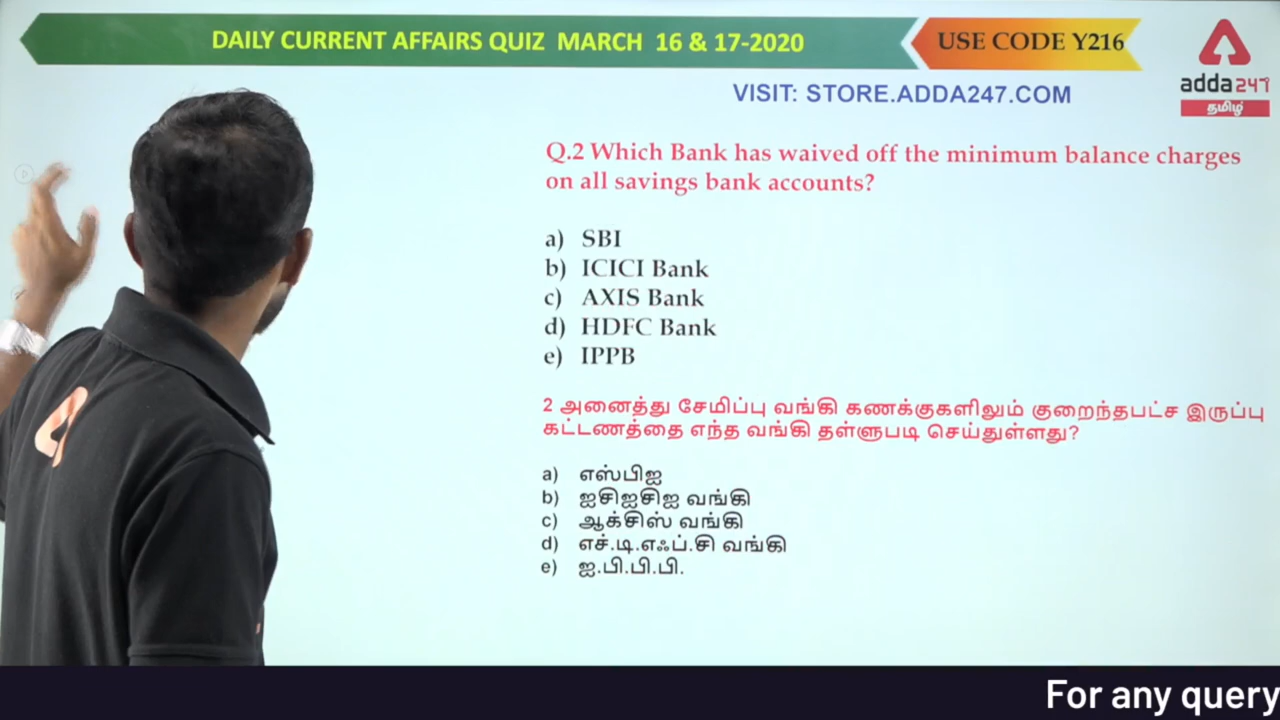 DAILY CURRENT AFFAIRS QUIZ MARCH 16 & 17-2020
USE CODE Y216
adda247
தமிழ்
VISIT: STORE.ADDA247.COM
Q.2 Which Bank has waived off the minimum balance charges
on all savings bank accounts?
a) SBI
b) ICICI Bank
c) AXIS Bank
d) HDFC Bank
e) IPPB
2 அனைத்து சேமிப்பு வங்கி கணக்குகளிலும் குறைந்தபட்ச இருப்பு
கட்டணத்தை எந்த வங்கி தள்ளுபடி செய்துள்ளது?
a) எஸ்பிஐ
b) ஐசிஐசிஐ வங்கி
c) ஆக்சிஸ் வங்கி
d) எச்.டி.எஃப்.சி வங்கி
e) ஐ.பி.பி.பி.
For any query